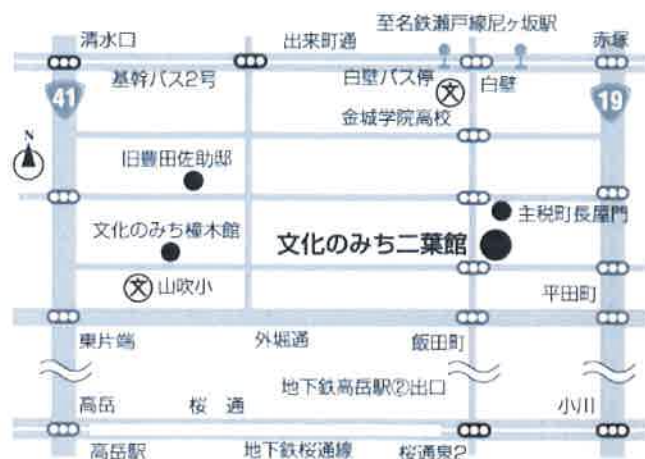 至名鉄瀬戸線尼ヶ坂駅
清水口
出来町通
赤塚
基幹バス2号
白壁バス停
白壁
41
文
19
金城学院高校
N
旧豊田佐助邸
主税町長屋門
文化のみち橦木館
文化のみち二葉館
文
山吹小
平田町
東片端
外堀通
飯田町
地下鉄高岳駅②出口
高岳
桜通
小川
高岳駅
地下鉄桜通線
桜通泉2